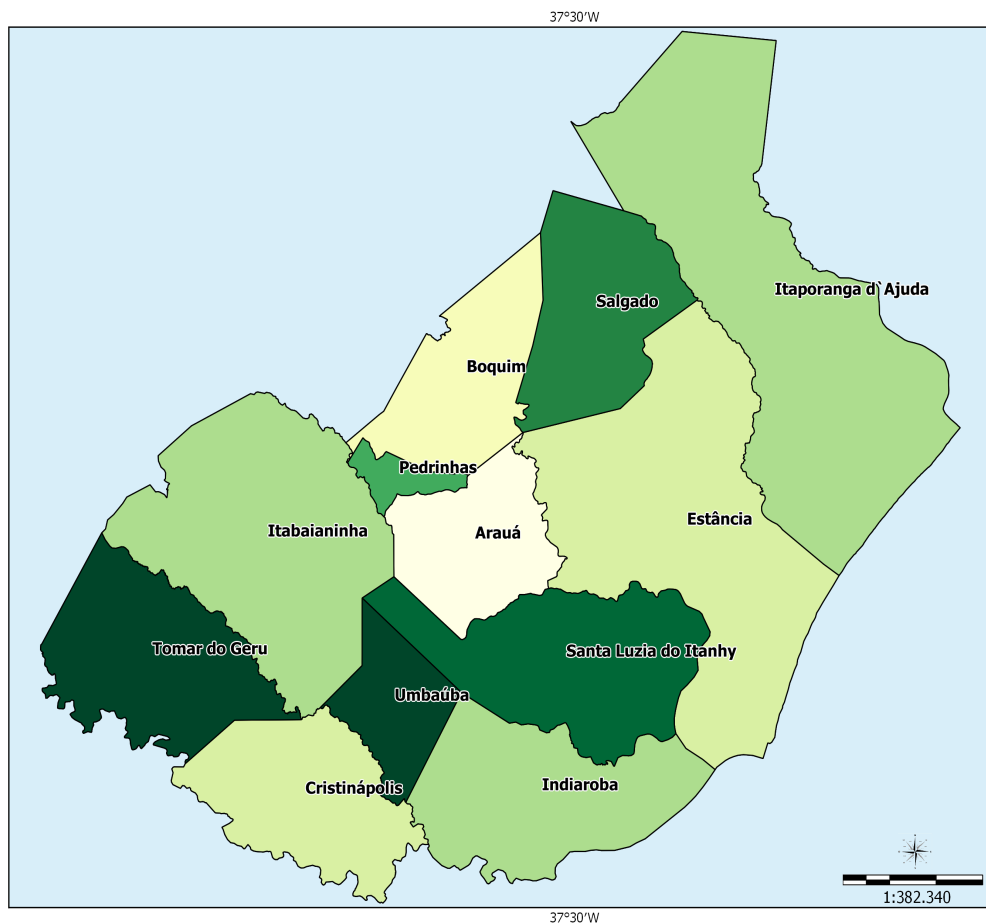 37°30′W
Itaporanga d`Ajuda
Salgado
Boquim
Pedrinhas
Estância
Itabaianinha
Arauá
Tomar do Geru
Santa Luzia do Itanhy
Umbaúba
Indiaroba
Cristinápolis
1:382.340
37°30′W